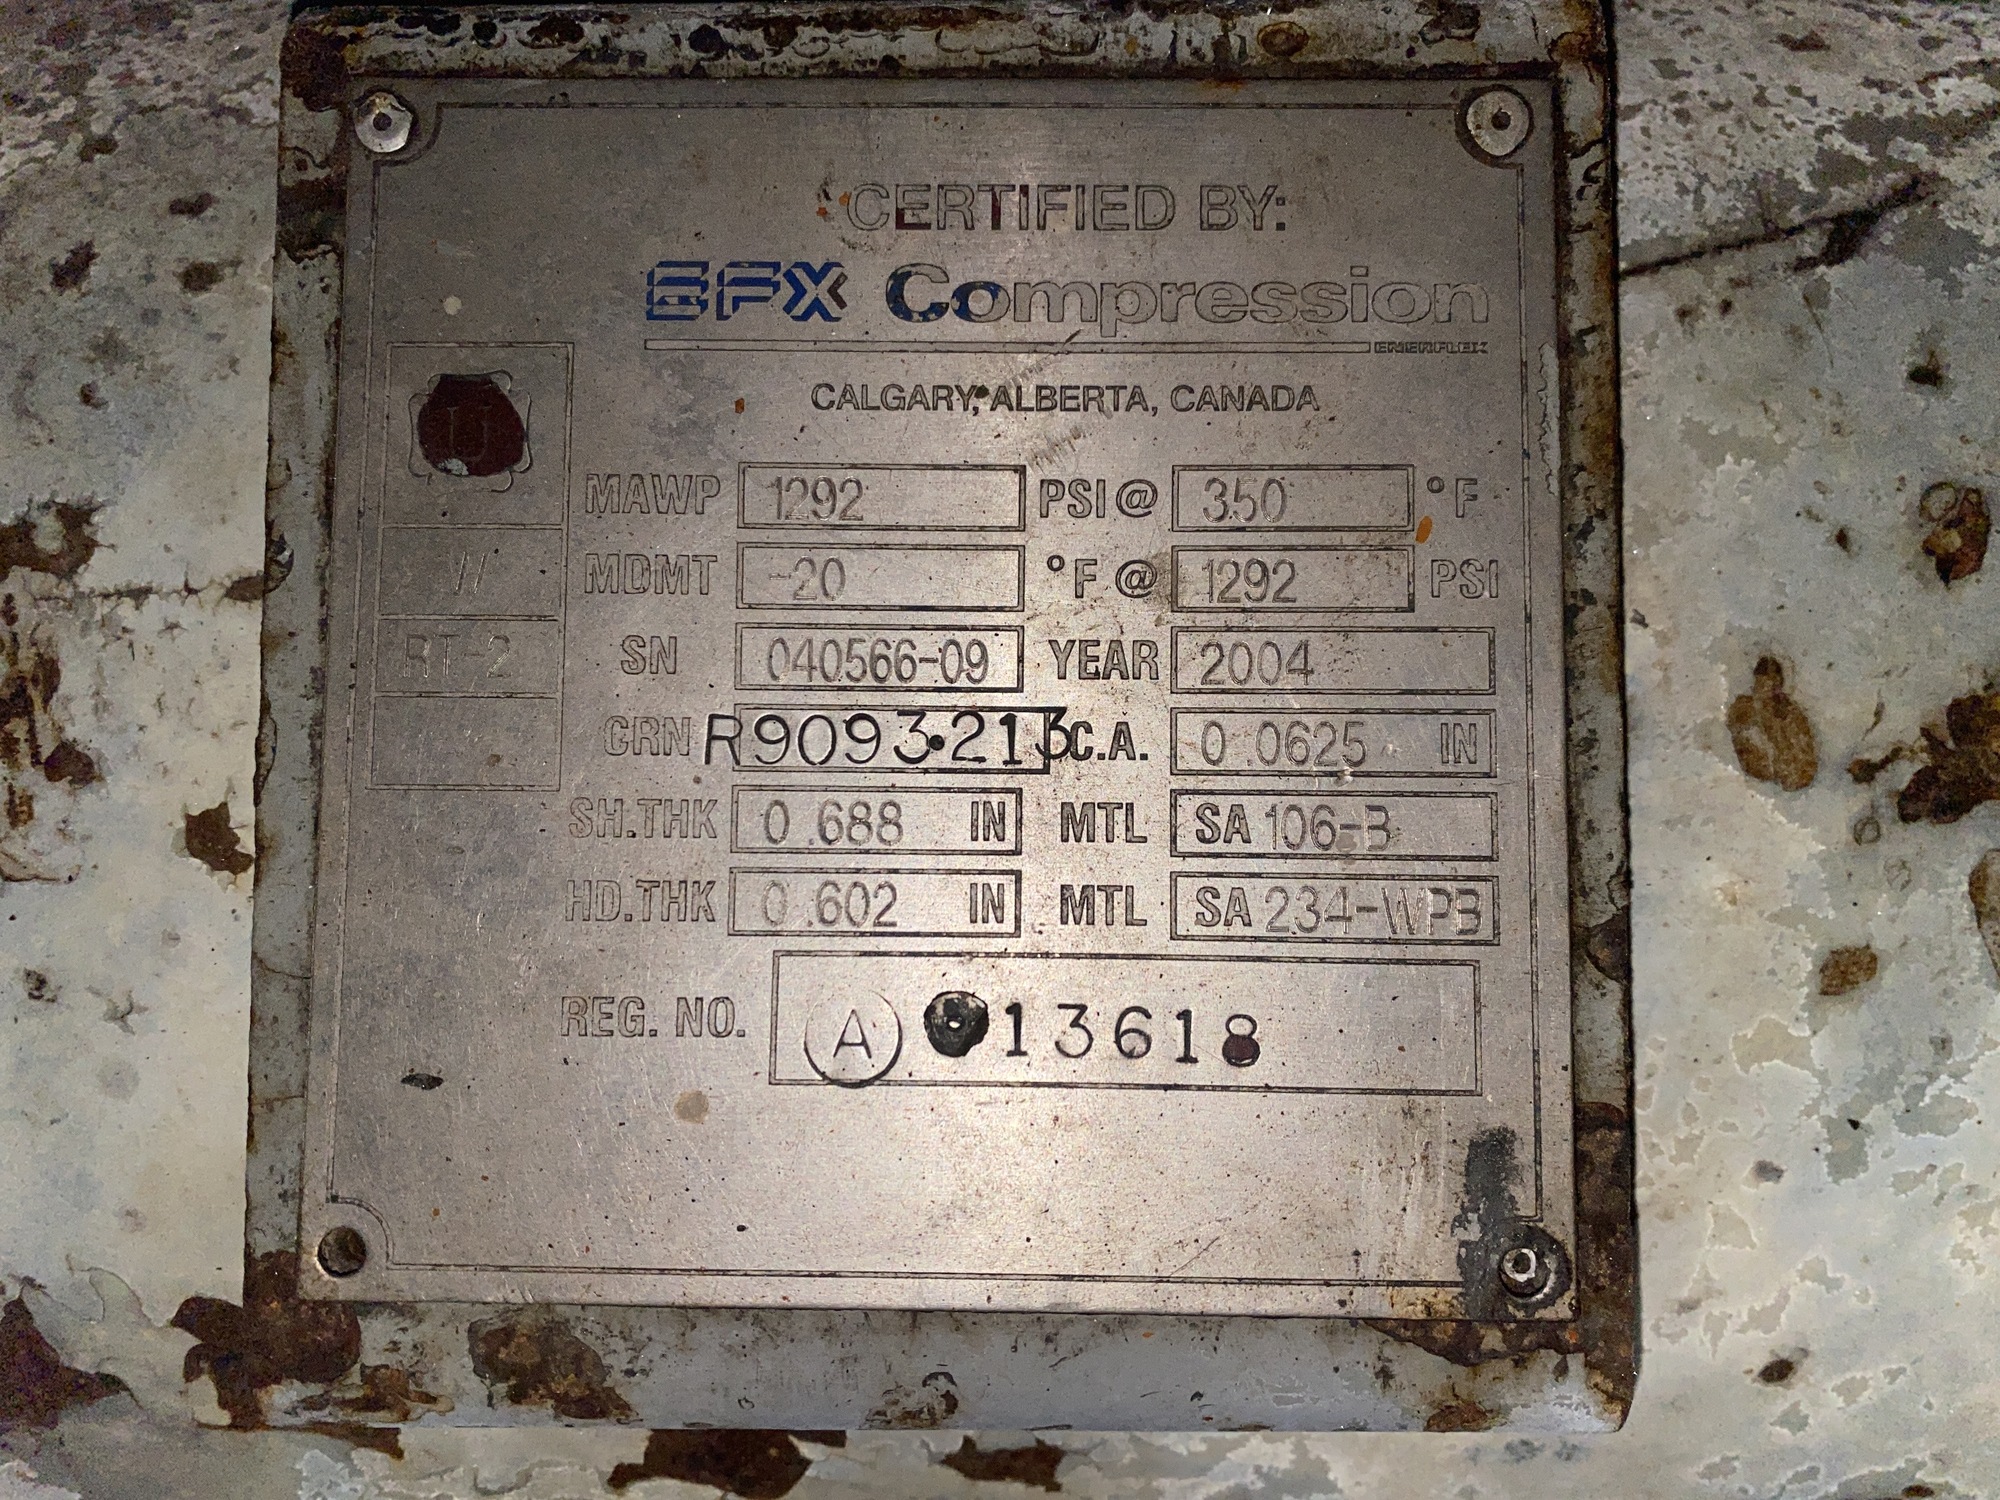 CERTIFIED BY:
EFX Compression
ENERFLEX
CALGARY, ALBERTA, CANADA
U
W
RT-2
MAWP 1292 PSI@ 350 °F
MDMT -20 °F@ 1292 PSI
SN 040566-09 YEAR 2004
CRN R9093.213 C.A. 0.0625 IN
SH.THK 0.688 IN MTL SA 106-B
HD.THK 0.602 IN MTL SA 234-WPB
REG. NO. A 13618